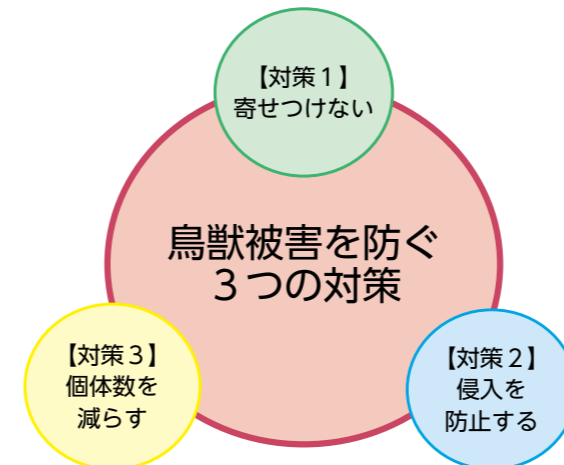 【対策１】
寄せつけない
鳥獣被害を防ぐ
３つの対策
【対策３】
個体数を
減らす
【対策２】
侵入を
防止する